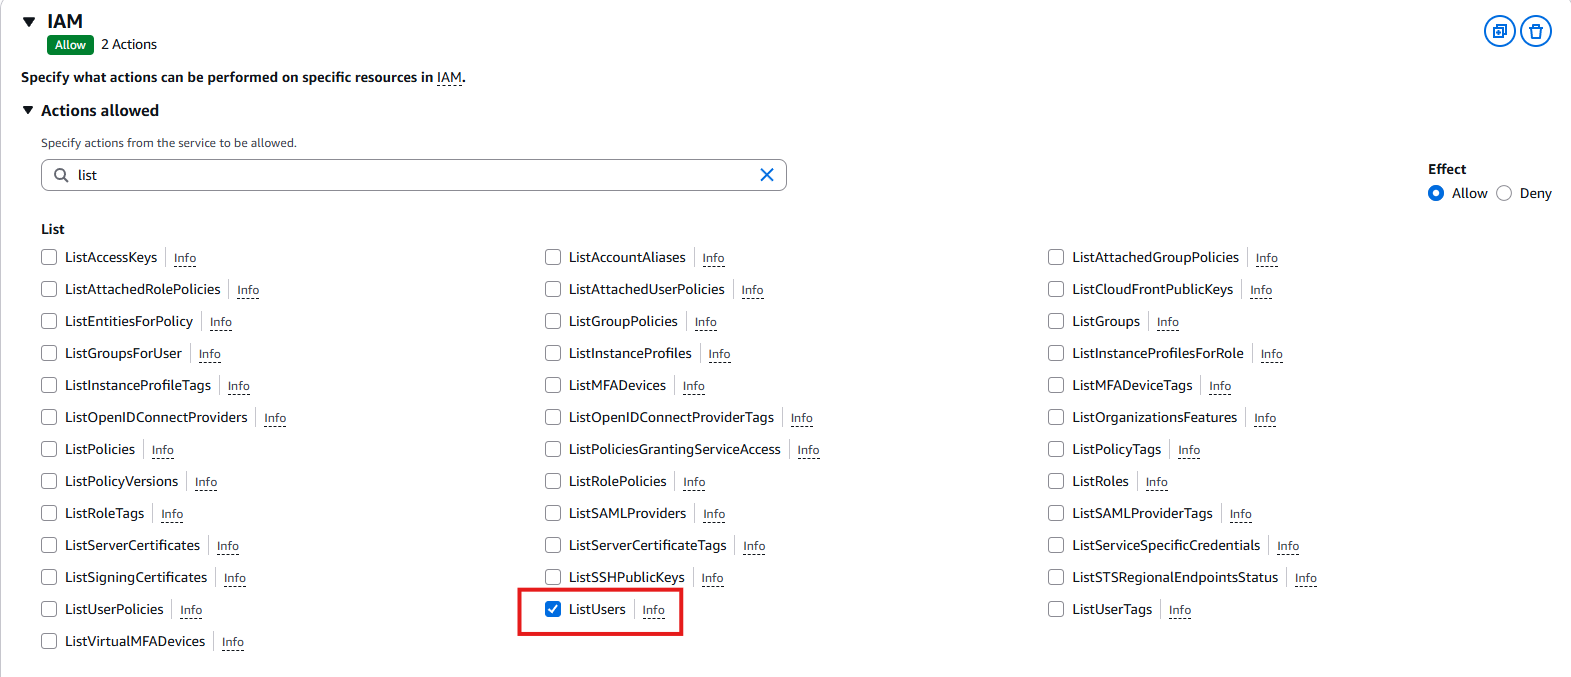 IAM
Allow 2 Actions
Specify what actions can be performed on specific resources in IAM.
Actions allowed
Specify actions from the service to be allowed.
list
Effect
Allow Deny
List
ListAccessKeys Info ListAccountAliases Info ListAttachedGroupPolicies Info
ListAttachedRolePolicies Info ListAttachedUserPolicies Info ListCloudFrontPublicKeys Info
ListEntitiesForPolicy Info ListGroupPolicies Info ListGroups Info
ListGroupsForUser Info ListInstanceProfiles Info ListInstanceProfilesForRole Info
ListInstanceProfileTags Info ListMFADevices Info ListMFADeviceTags Info
ListOpenIDConnectProviders Info ListOpenIDConnectProviderTags Info ListOrganizationsFeatures Info
ListPolicies Info ListPoliciesGrantingServiceAccess Info ListPolicyTags Info
ListPolicyVersions Info ListRolePolicies Info ListRoles Info
ListRoleTags Info ListSAMLProviders Info ListSAMLProviderTags Info
ListServerCertificates Info ListServerCertificateTags Info ListServiceSpecificCredentials Info
ListSigningCertificates Info ListSSHPublicKeys Info ListSTSRegionalEndpointsStatus Info
ListUserPolicies Info ListUsers Info ListUserTags Info
ListVirtualMFADevices Info